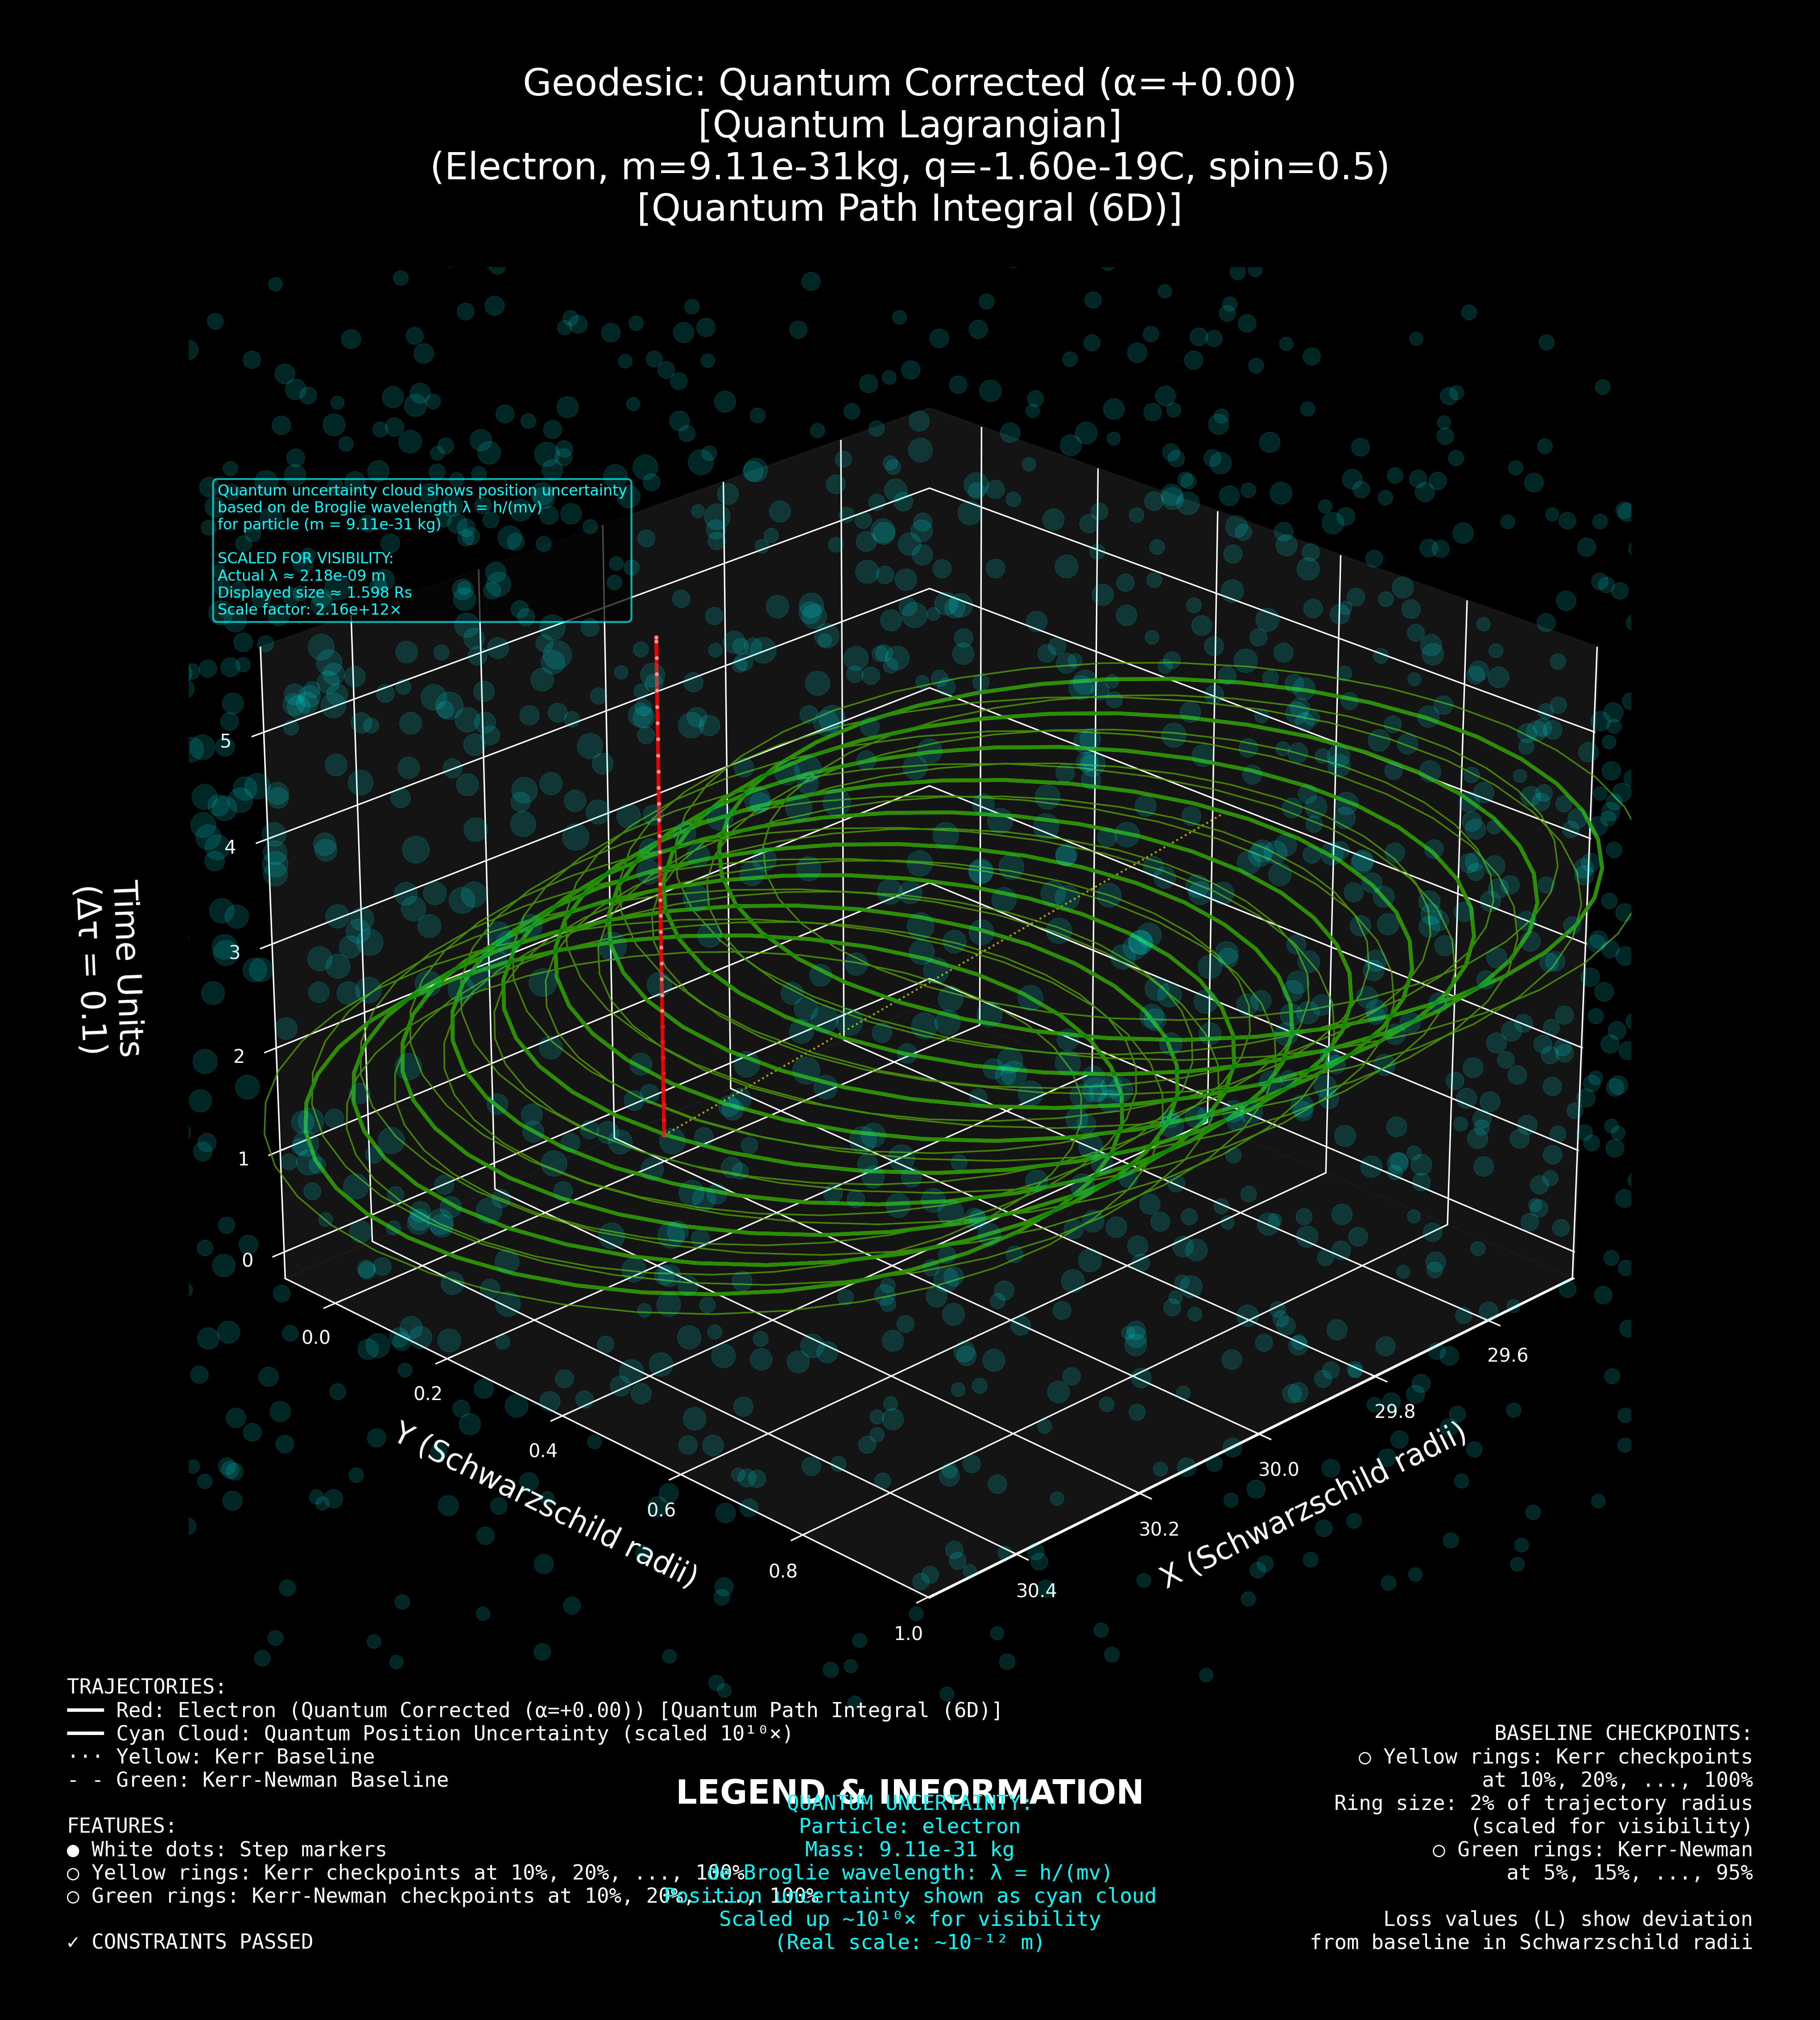 Geodesic: Quantum Corrected (α=+0.00)
[Quantum Lagrangian]
(Electron, m=9.11e-31kg, q=-1.60e-19C, spin=0.5)
[Quantum Path Integral (6D)]
Quantum uncertainty cloud shows position uncertainty
based on de Broglie wavelength λ = h/(mv)
for particle (m = 9.11e-31 kg)
SCALED FOR VISIBILITY:
Actual λ ≈ 2.18e-09 m
Displayed size ≈ 1.598 Rs
Scale factor: 2.16e+12×
5
4
3
2
1
0
Time Units
(Δτ = 0.1)
0.0
0.2
0.4
0.6
0.8
1.0
Y (Schwarzschild radii)
29.6
29.8
30.0
30.2
30.4
X (Schwarzschild radii)
TRAJECTORIES:
Red: Electron (Quantum Corrected (α=+0.00)) [Quantum Path Integral (6D)]
Cyan Cloud: Quantum Position Uncertainty (scaled 10¹⁰×)
··· Yellow: Kerr Baseline
- - Green: Kerr-Newman Baseline
FEATURES:
● White dots: Step markers
○ Yellow rings: Kerr checkpoints at 10%, 20%, ..., 100%
○ Green rings: Kerr-Newman checkpoints at 10%, 20%, ..., 100%
✓ CONSTRAINTS PASSED
LEGEND & INFORMATION
QUANTUM UNCERTAINTY:
Particle: electron
Mass: 9.11e-31 kg
de Broglie wavelength: λ = h/(mv)
Position uncertainty shown as cyan cloud
Scaled up ~10¹⁰× for visibility
(Real scale: ~10⁻¹² m)
BASELINE CHECKPOINTS:
○ Yellow rings: Kerr checkpoints
at 10%, 20%, ..., 100%
Ring size: 2% of trajectory radius
(scaled for visibility)
○ Green rings: Kerr-Newman
at 5%, 15%, ..., 95%
Loss values (L) show deviation
from baseline in Schwarzschild radii